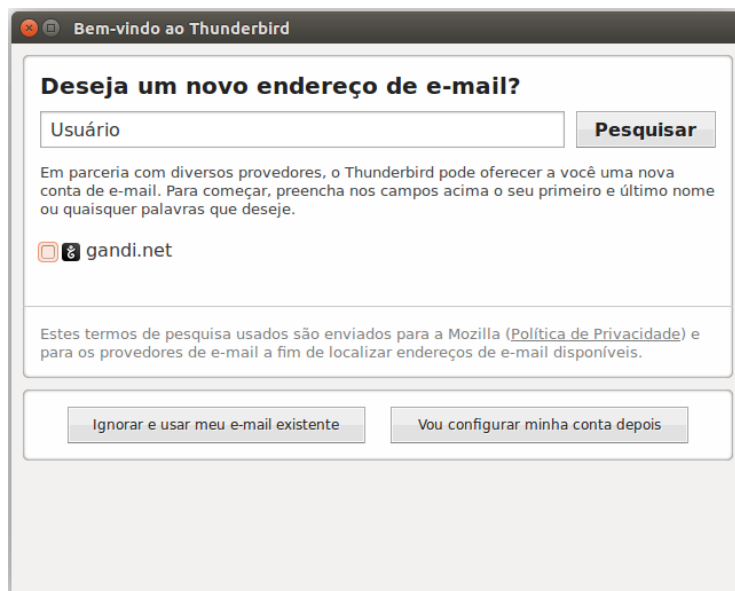 Bem-vindo ao Thunderbird
Deseja um novo endereço de e-mail?
Usuário
Pesquisar
Em parceria com diversos provedores, o Thunderbird pode oferecer a você uma nova
conta de e-mail. Para começar, preencha nos campos acima o seu primeiro e último nome
ou quaisquer palavras que deseje.
gandi.net
Estes termos de pesquisa usados são enviados para a Mozilla (Política de Privacidade) e
para os provedores de e-mail a fim de localizar endereços de e-mail disponíveis.
Ignorar e usar meu e-mail existente
Vou configurar minha conta depois